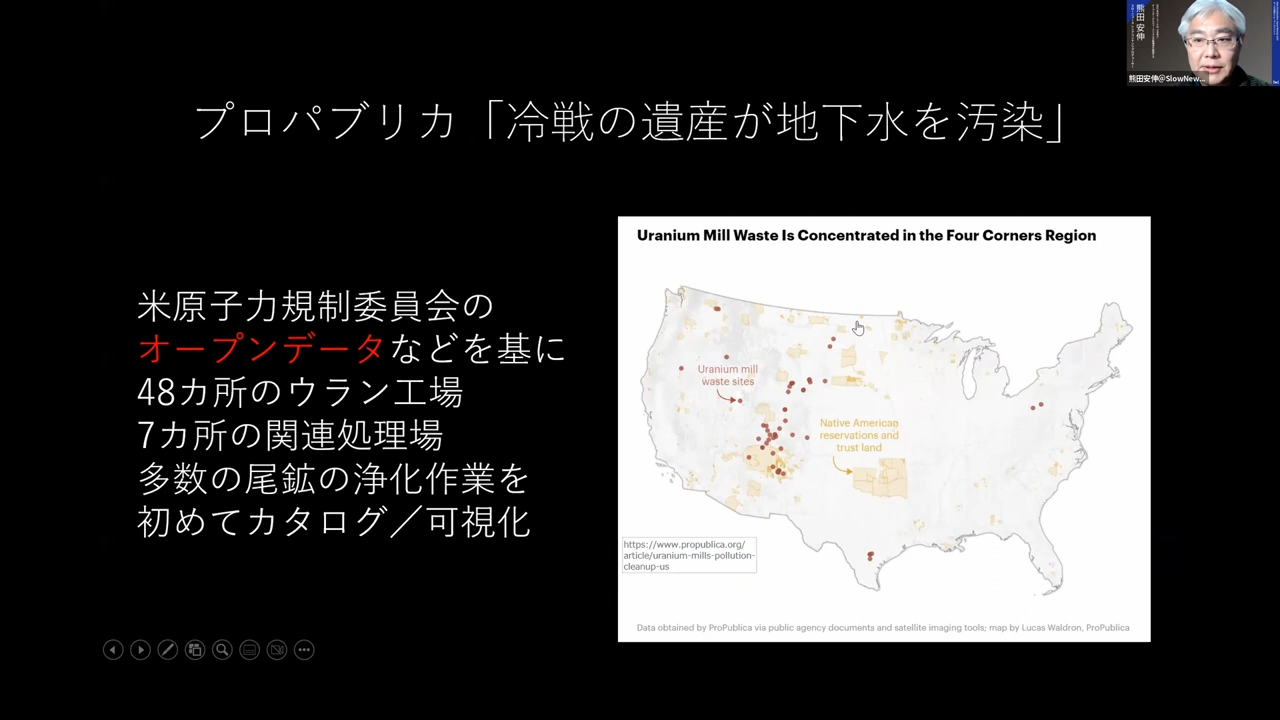 熊田安伸
熊田安伸@SlowNew...
プロパブリカ「冷戦の遺産が地下水を汚染」
米原子力規制委員会の
オープンデータなどを基に
48カ所のウラン工場
7カ所の関連処理場
多数の尾鉱の浄化作業を
初めてカタログ／可視化
Uranium Mill Waste Is Concentrated in the Four Corners Region
Uranium mill
waste sites
Native American
reservations and
trust land
https://www.propublica.org/
article/uranium-mills-pollution-
cleanup-us
Data obtained by ProPublica via public agency documents and satellite imaging tools; map by Lucas Waldron, ProPublica